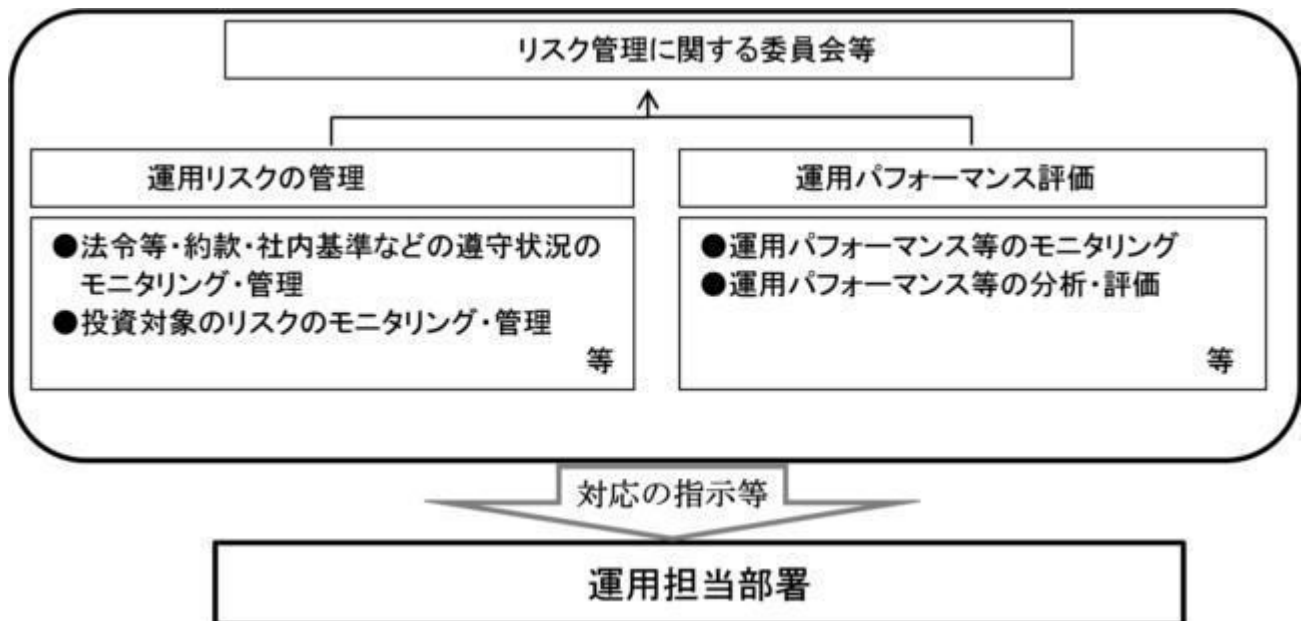 リスク管理に関する委員会等
運用リスクの管理
●法令等・約款・社内基準などの遵守状況の
モニタリング・管理
●投資対象のリスクのモニタリング・管理
等
運用パフォーマンス評価
●運用パフォーマンス等のモニタリング
●運用パフォーマンス等の分析・評価
等
対応の指示等
運用担当部署